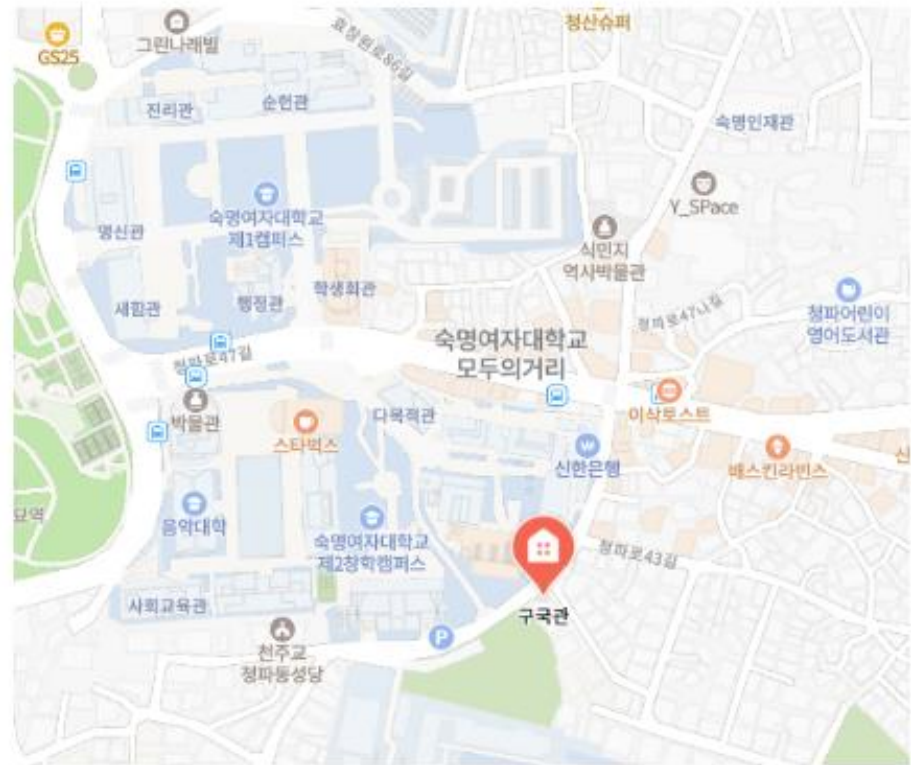 청산슈퍼
GS25
그린나래빌
효창원로86길
진리관
순헌관
숙명인재관
Y_SPace
숙명여자대학교
제1캠퍼스
명신관
식민지
역사박물관
새힘관
행정관
학생회관
청파로47나길
청파어린이
영어도서관
숙명여자대학교
모두의거리
청파로47길
박물관
스타벅스
다목적관
이삭토스트
신한은행
배스킨라빈스
신
묘역
음악대학
숙명여자대학교
제2창학캠퍼스
청파로43길
사회교육관
구국관
P
천주교
청파동성당